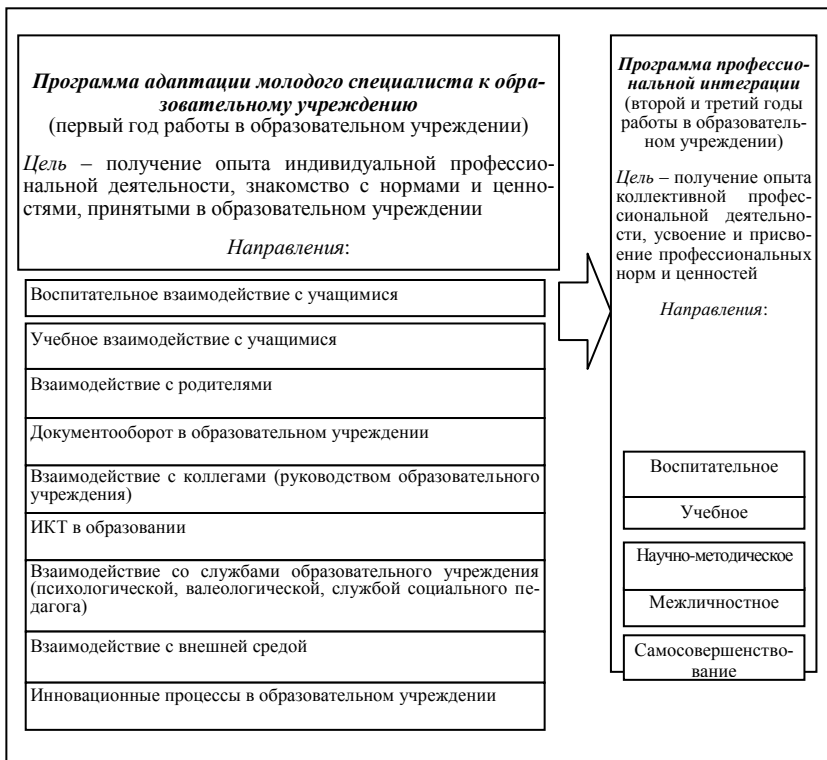 Программа адаптации молодого специалиста к обра-
зовательному учреждению
(первый год работы в образовательном учреждении)
Цель – получение опыта индивидуальной профессио-
нальной деятельности, знакомство с нормами и ценно-
стями, принятыми в образовательном учреждении
Направления:
Воспитательное взаимодействие с учащимися
Учебное взаимодействие с учащимися
Взаимодействие с родителями
Документооборот в образовательном учреждении
Взаимодействие с коллегами (руководством образовательного
учреждения)
ИКТ в образовании
Взаимодействие со службами образовательного учреждения
(психологической, валеологической, службой социального пе-
дагога)
Взаимодействие с внешней средой
Инновационные процессы в образовательном учреждении
Программа профессио-
нальной интеграции
(второй и третий годы
работы в образователь-
ном учреждении)
Цель – получение опыта
коллективной профес-
сиональной деятельно-
сти, усвоение и присво-
ение профессиональных
норм и ценностей
Направления:
Воспитательное
Учебное
Научно-методическое
Межличностное
Самосовершенство-
вание